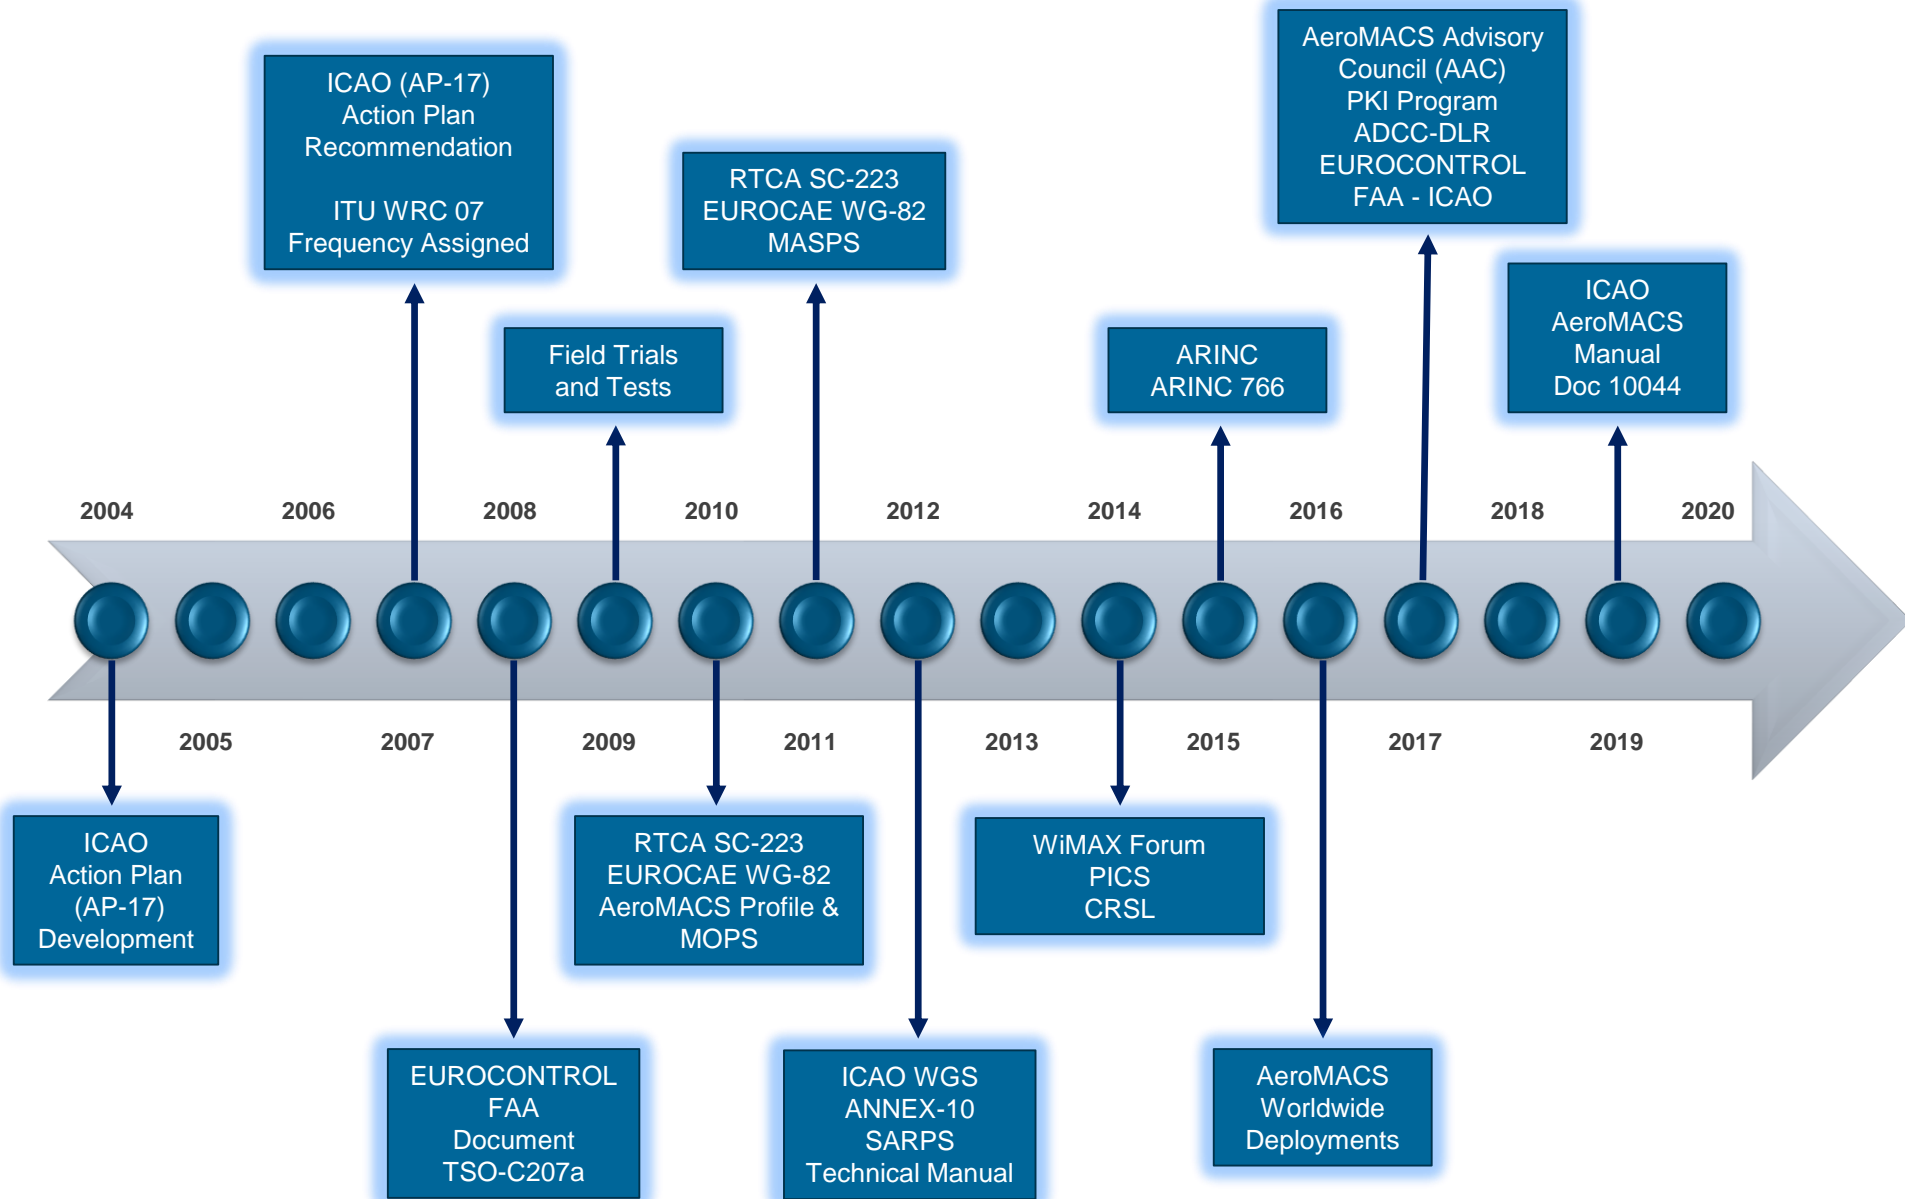 AeroMACS Advisory
Council (AAC)
PKI Program
ADCC-DLR
EUROCONTROL
FAA - ICAO
ICAO (AP-17)
Action Plan
Recommendation
ITU WRC 07
Frequency Assigned
RTCA SC-223
EUROCAE WG-82
MASPS
ICAO
AeroMACS
Manual
Doc 10044
Field Trials
and Tests
ARINC
ARINC 766
2004
2006
2008
2010
2012
2014
2016
2018
2020
2005
2007
2009
2011
2013
2015
2017
2019
ICAO
Action Plan
(AP-17)
Development
RTCA SC-223
EUROCAE WG-82
AeroMACS Profile &
MOPS
WiMAX Forum
PICS
CRSL
EUROCONTROL
FAA
Document
TSO-C207a
ICAO WGS
ANNEX-10
SARPS
Technical Manual
AeroMACS
Worldwide
Deployments